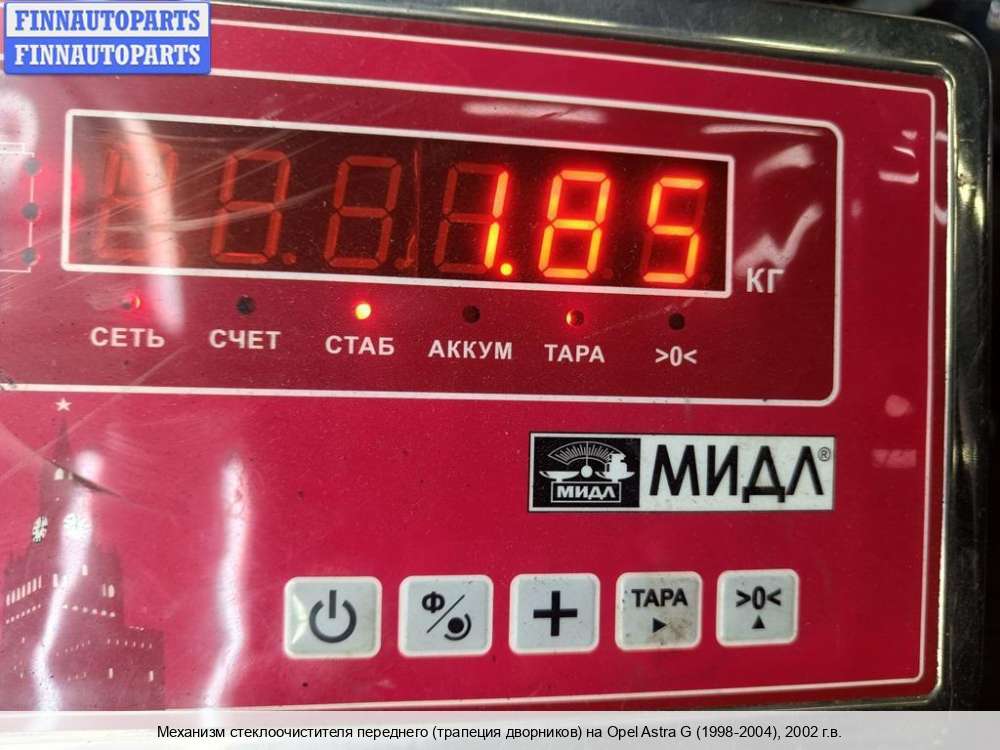 FINNAUTOPARTS
FINNAUTOPARTS
1.85
КГ
СЕТЬ СЧЕТ СТАБ АККУМ ТАРА >0<
МИДЛ МИДЛ®
Ф ТАРА >0<
Механизм стеклоочистителя переднего (трапеция дворников) на Opel Astra G (1998-2004), 2002 г.в.